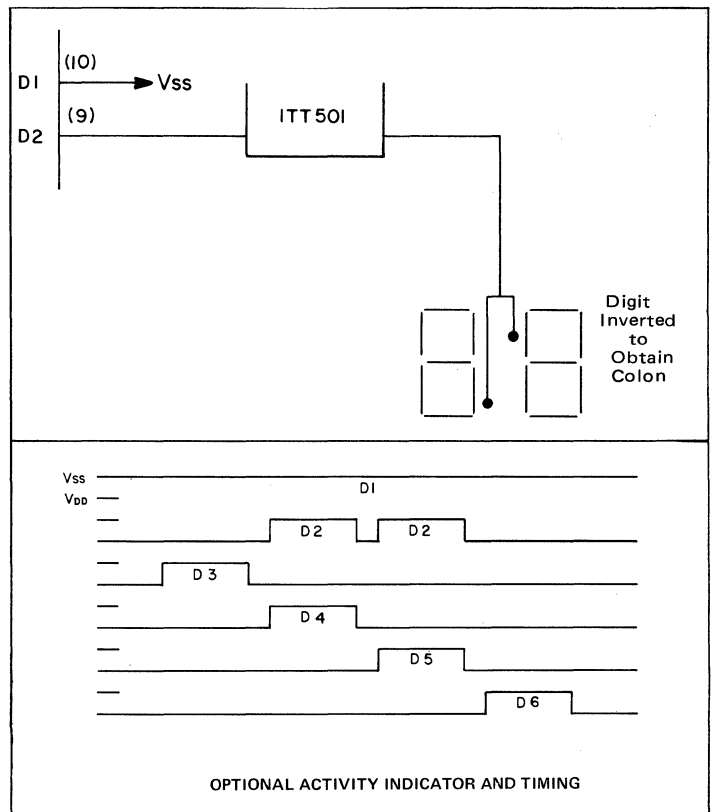 (10)
D1
Vss
(9)
D2
ITT501
Digit
Inverted
to
Obtain
Colon
VSS
D1
VDD
D2
D2
D3
D4
D5
D6
OPTIONAL ACTIVITY INDICATOR AND TIMING